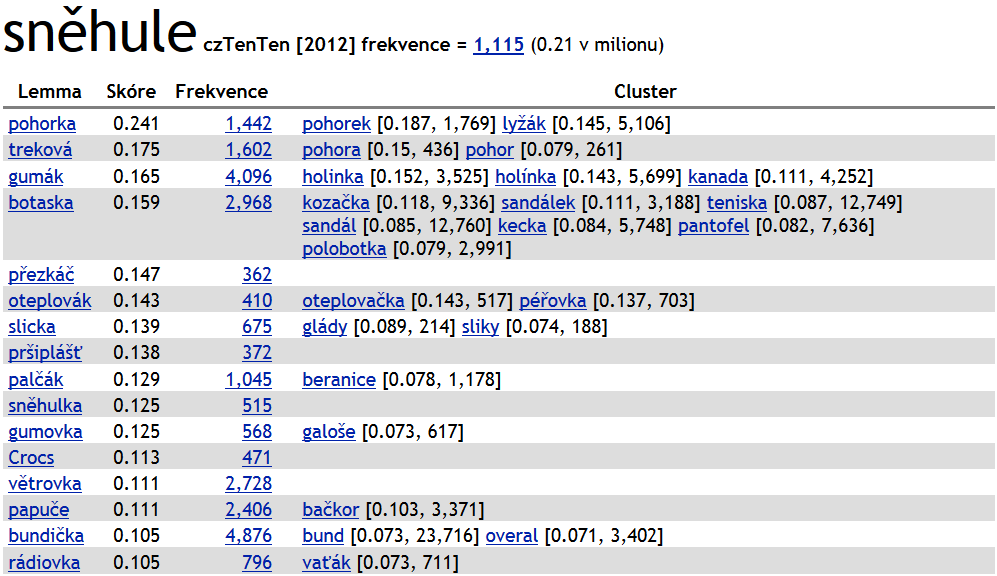 sněhule czTenTen [2012] frekvence = 1,115 (0.21 v milionu)
Lemma Skóre Frekvence Cluster
pohorka 0.241 1,442 pohorek [0.187, 1,769] lyžák [0.145, 5,106]
treková 0.175 1,602 pohora [0.15, 436] pohor [0.079, 261]
gumák 0.165 4,096 holinka [0.152, 3,525] holínka [0.143, 5,699] kanada [0.111, 4,252]
botaska 0.159 2,968 kozačka [0.118, 9,336] sandálek [0.111, 3,188] teniska [0.087, 12,749]
sandál [0.085, 12,760] kecka [0.084, 5,748] pantofel [0.082, 7,636]
polobotka [0.079, 2,991]
přezkáč 0.147 362
oteplovák 0.143 410 oteplovačka [0.143, 517] péřovka [0.137, 703]
slicka 0.139 675 glády [0.089, 214] sliky [0.074, 188]
pršiplášť 0.138 372
palčák 0.129 1,045 beranice [0.078, 1,178]
sněhulka 0.125 515
gumovka 0.125 568 galoše [0.073, 617]
Crocs 0.113 471
větrovka 0.111 2,728
papuče 0.111 2,406 bačkor [0.103, 3,371]
bundička 0.105 4,876 bund [0.073, 23,716] overal [0.071, 3,402]
rádiovka 0.105 796 vaťák [0.073, 711]